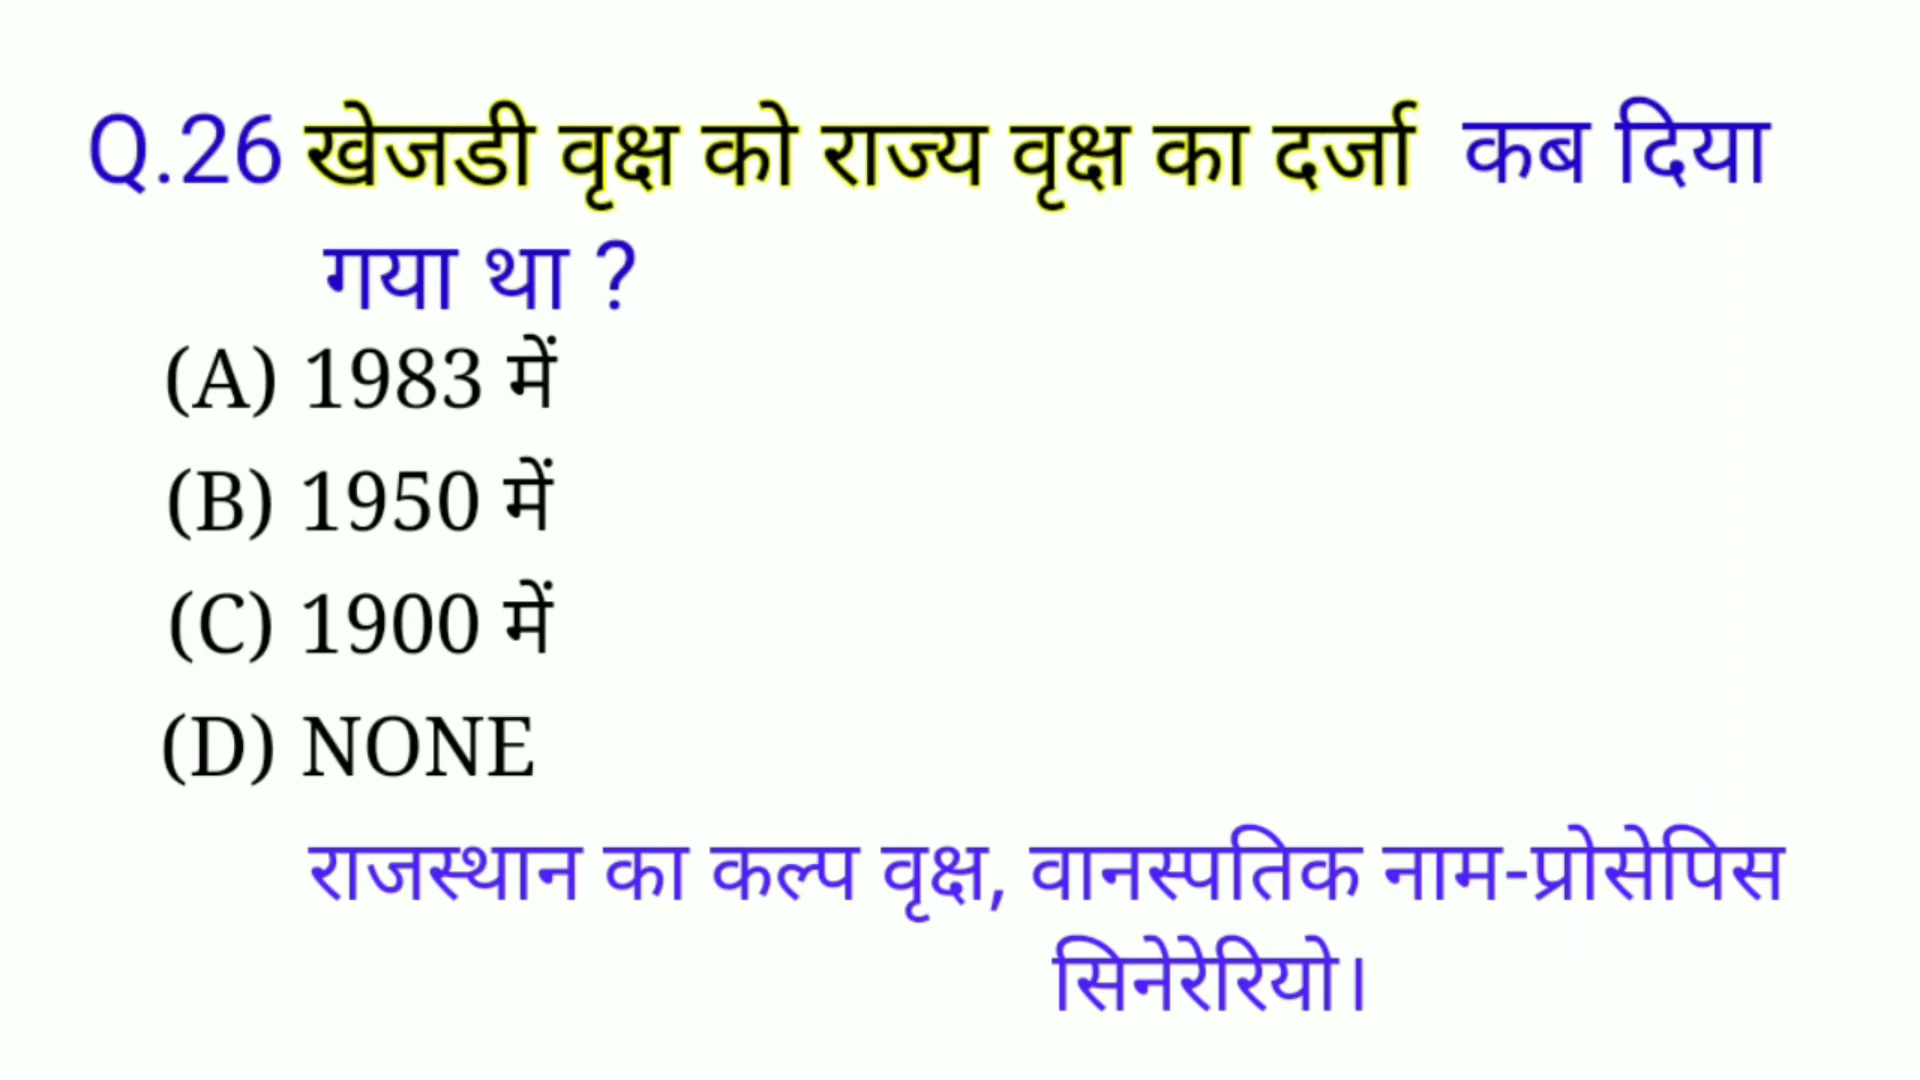 Q.26 खेजडी वृक्ष को राज्य वृक्ष का दर्जा कब दिया
गया था ?
(A) 1983 में
(B) 1950 में
(C) 1900 में
(D) NONE
राजस्थान का कल्प वृक्ष, वानस्पतिक नाम-प्रोसेपिस
सिनेरेरियो।